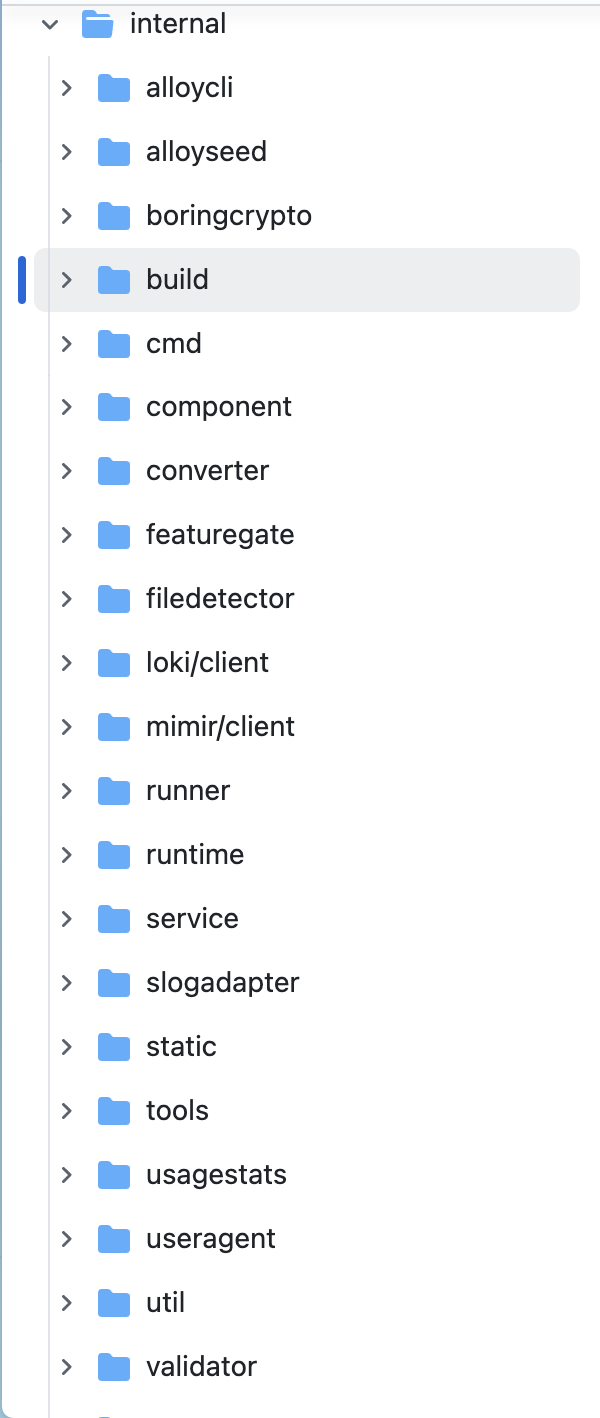 internal
alloycli
alloyseed
boringcrypto
build
cmd
component
converter
featuregate
filedetector
loki/client
mimir/client
runner
runtime
service
slogadapter
static
tools
usagestats
useragent
util
validator